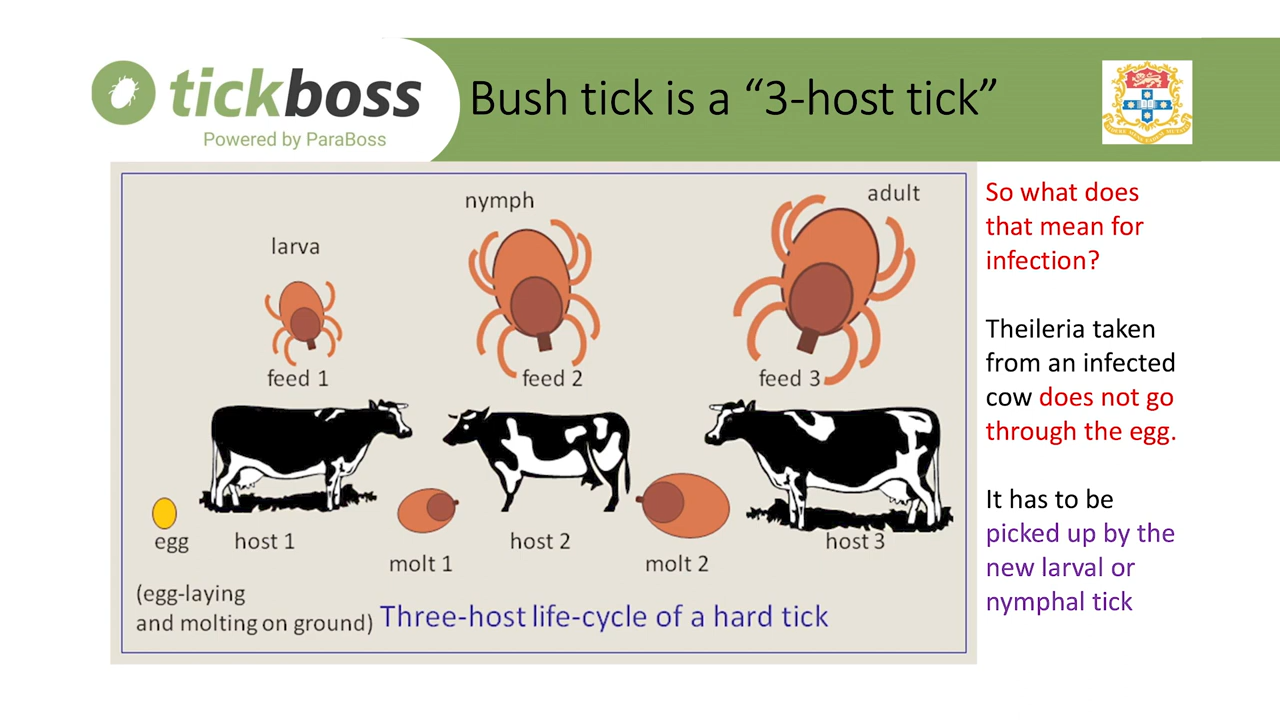 tickboss
Powered by ParaBoss
Bush tick is a “3-host tick”
larva
nymph
adult
feed 1
feed 2
feed 3
egg
host 1
molt 1
host 2
molt 2
host 3
(egg-laying
and molting on ground)
Three-host life-cycle of a hard tick
So what does
that mean for
infection?
Theileria taken
from an infected
cow does not go
through the egg.
It has to be
picked up by the
new larval or
nymphal tick